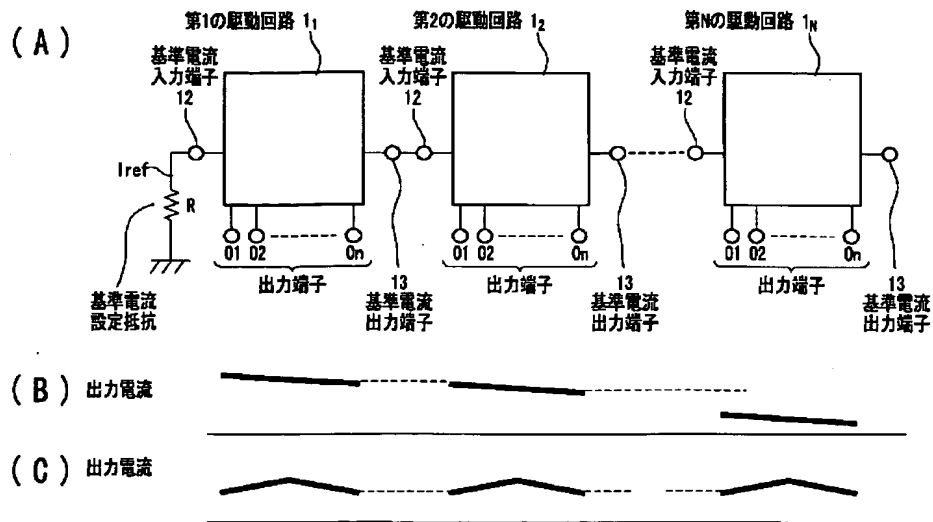 (A)
第1の駆動回路 1₁
第2の駆動回路 1₂
第Nの駆動回路 1N
基準電流
入力端子
12
基準電流
入力端子
12
基準電流
入力端子
12
Iref
R
01 02 0n
01 02 0n
01 02 0n
出力端子
出力端子
出力端子
基準電流
設定抵抗
13
基準電流
出力端子
13
基準電流
出力端子
13
基準電流
出力端子
(B) 出力電流
(C) 出力電流